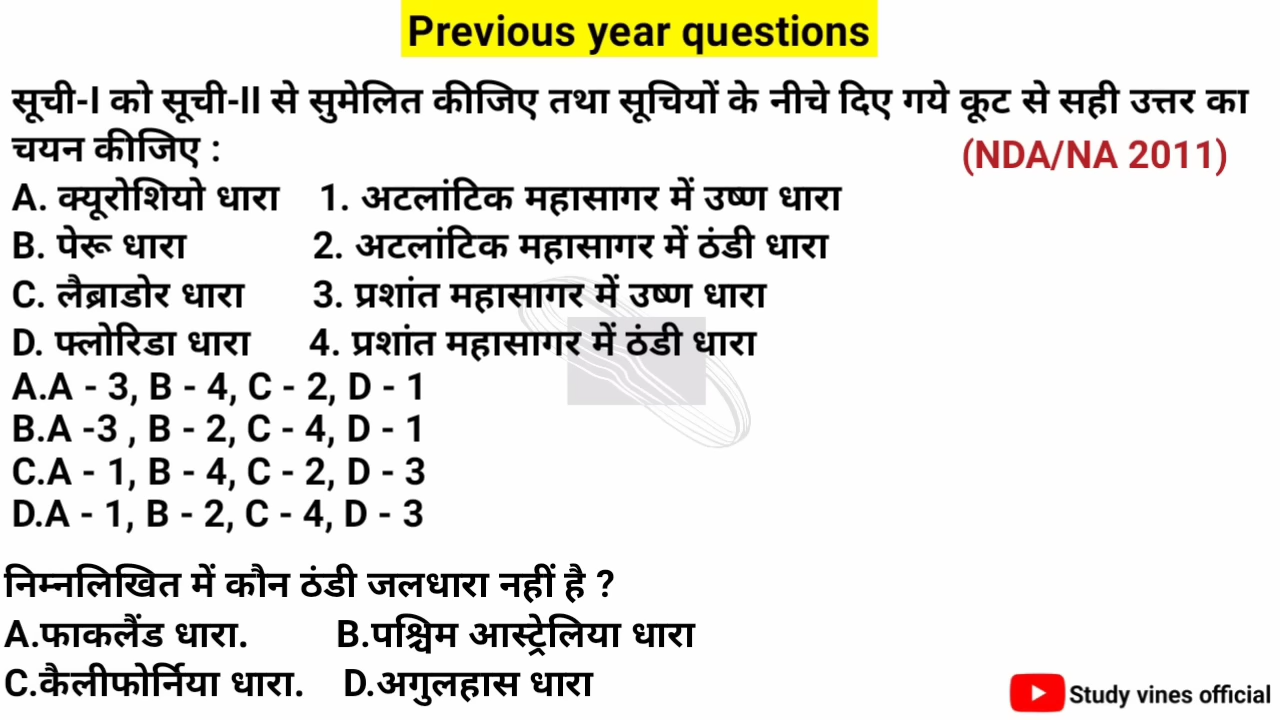 Previous year questions
सूची-I को सूची-II से सुमेलित कीजिए तथा सूचियों के नीचे दिए गये कूट से सही उत्तर का
चयन कीजिए :
(NDA/NA 2011)
A. क्यूरोशियो धारा 1. अटलांटिक महासागर में उष्ण धारा
B. पेरू धारा 2. अटलांटिक महासागर में ठंडी धारा
C. लैब्राडोर धारा 3. प्रशांत महासागर में उष्ण धारा
D. फ्लोरिडा धारा 4. प्रशांत महासागर में ठंडी धारा
A.A - 3, B - 4, C - 2, D - 1
B.A -3 , B - 2, C - 4, D - 1
C.A - 1, B - 4, C - 2, D - 3
D.A - 1, B - 2, C - 4, D - 3
निम्नलिखित में कौन ठंडी जलधारा नहीं है ?
A.फाकलैंड धारा. B.पश्चिम आस्ट्रेलिया धारा
C.कैलीफोर्निया धारा. D.अगुलहास धारा
Study vines official